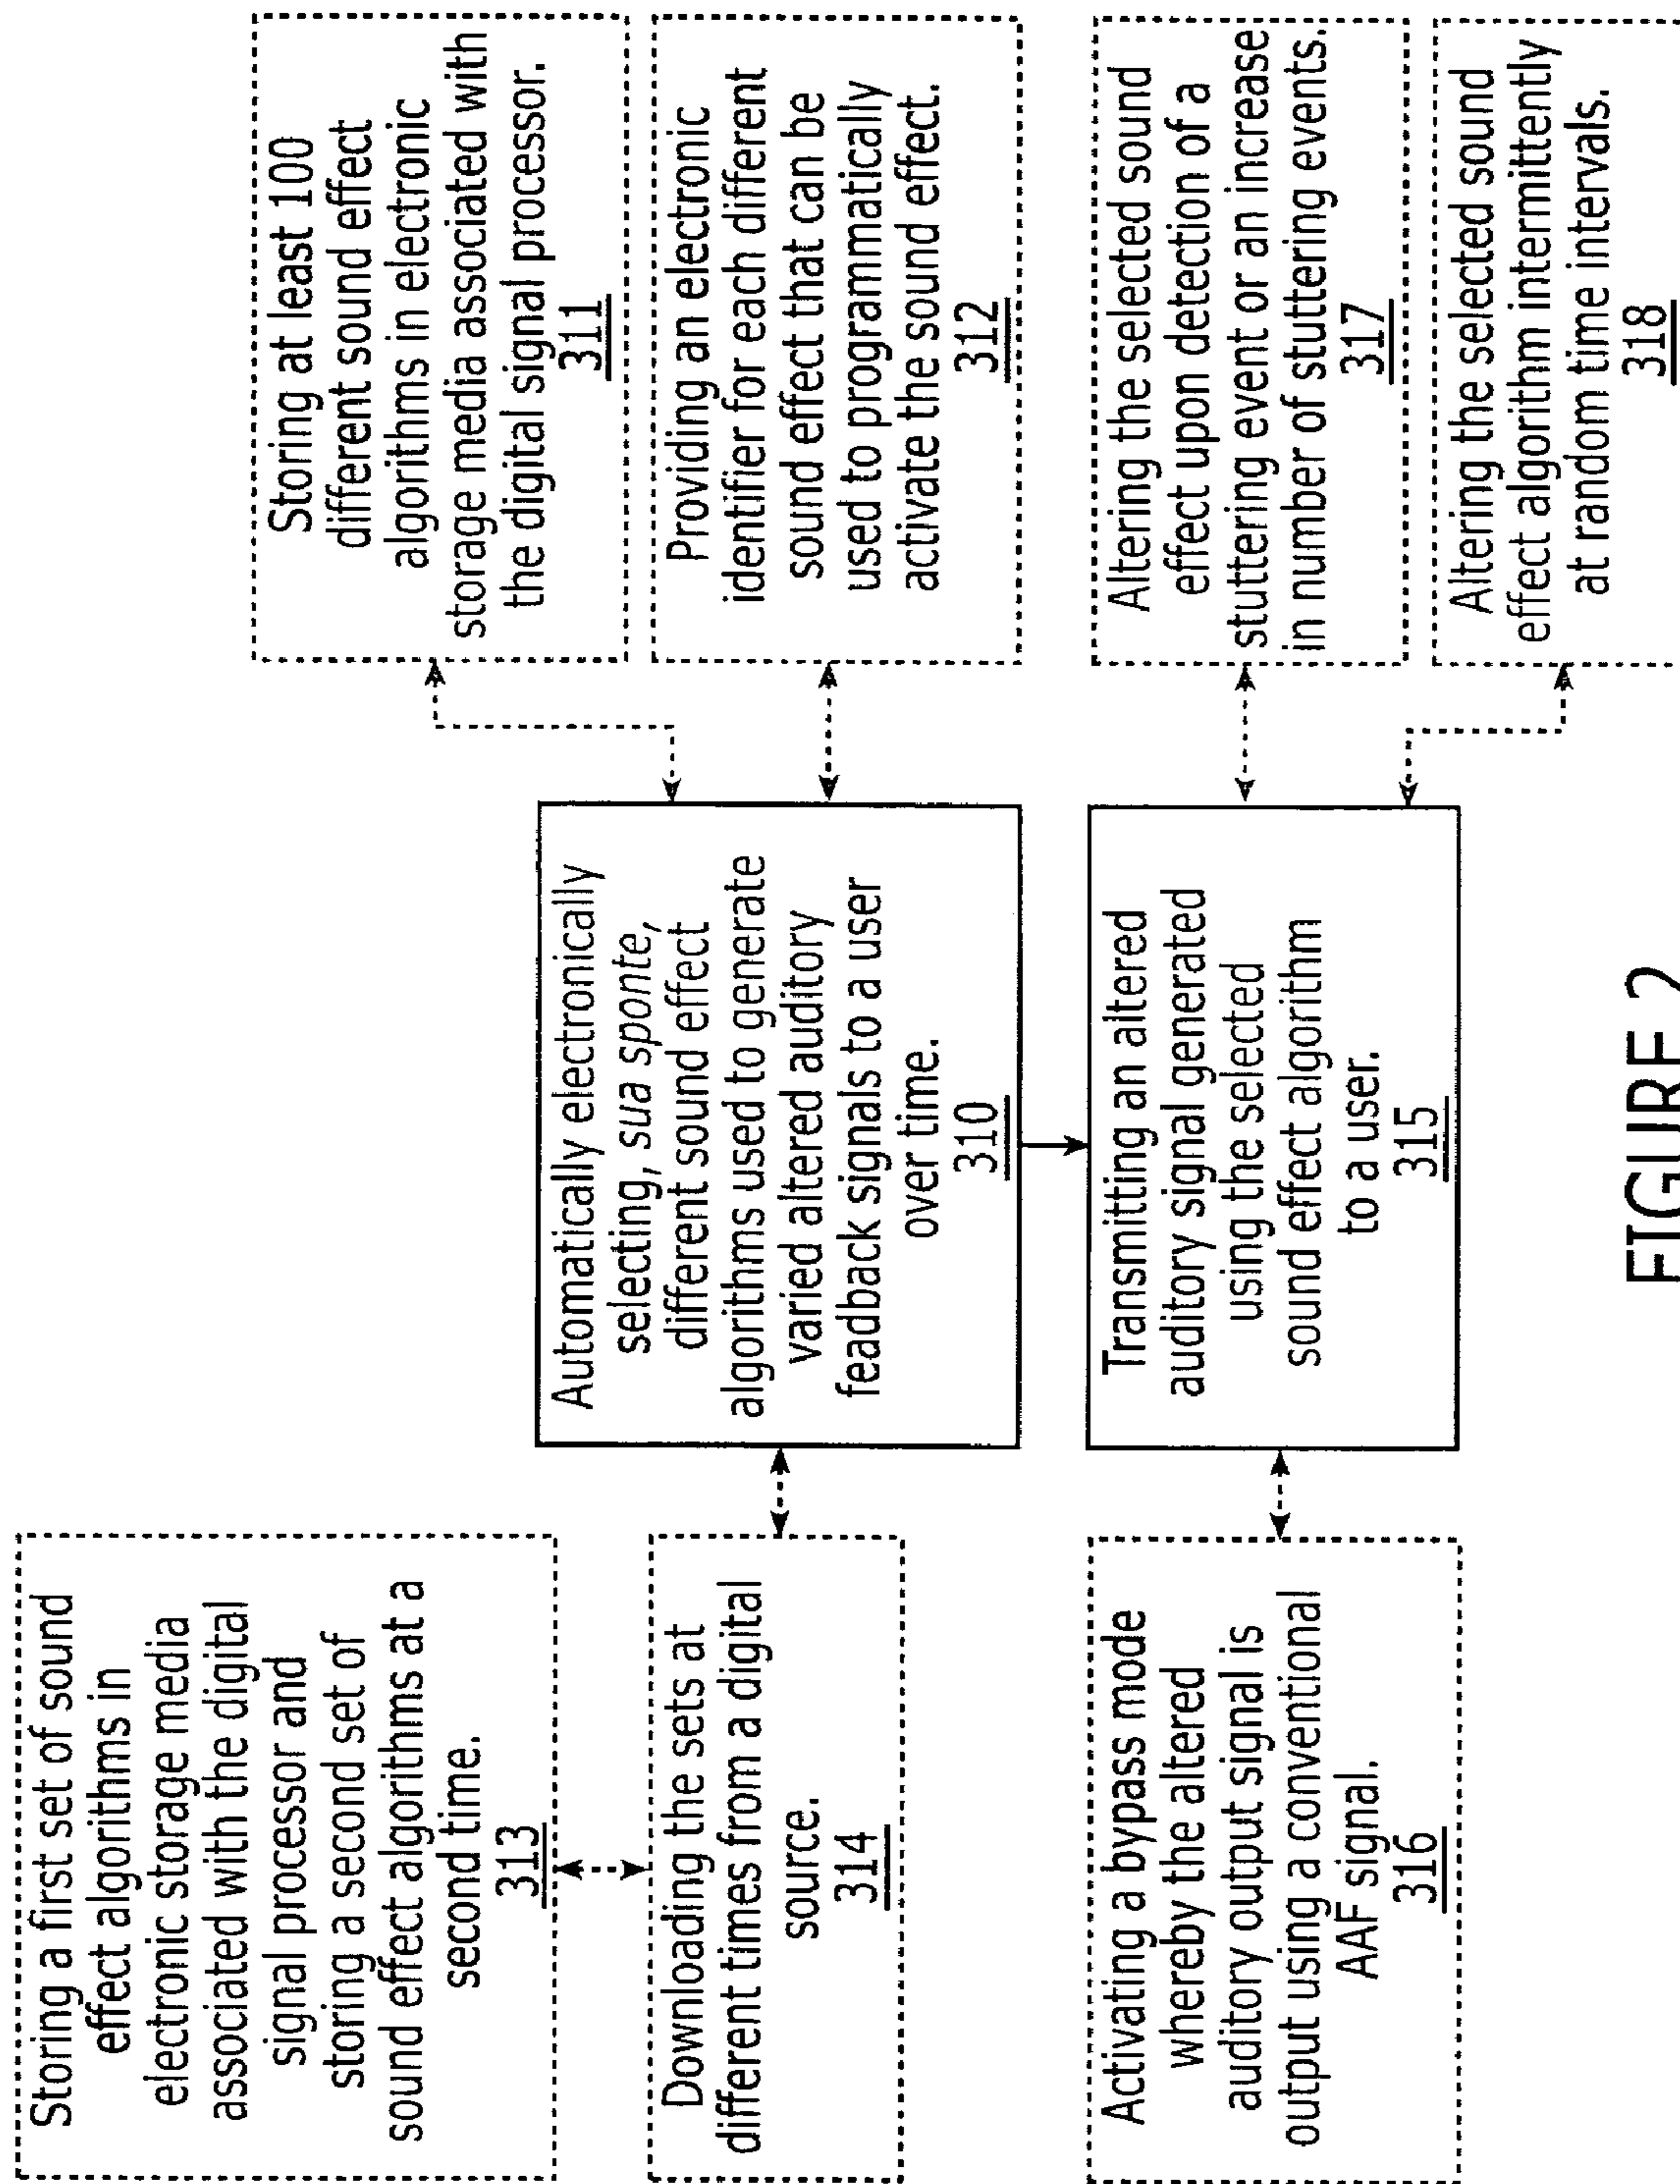 Storing a first set of sound
effect algorithms in
electronic storage media
associated with the digital
signal processor and
storing a second set of
sound effect algorithms at a
second time.
313
Downloading the sets at
different times from a digital
source.
314
Automatically electronically
selecting, sua sponte,
different sound effect
algorithms used to generate
varied altered auditory
feadback signals to a user
over time.
310
Storing at least 100
different sound effect
algorithms in electronic
storage media associated with
the digital signal processor.
311
Providing an electronic
identifier for each different
sound effect that can be
used to programmatically
activate the sound effect.
312
Activating a bypass mode
whereby the altered
auditory output signal is
output using a conventional
AAF signal.
316
Transmitting an altered
auditory signal generated
using the selected
sound effect algorithm
to a user.
315
Altering the selected sound
effect upon detection of a
stuttering event or an increase
in number of stuttering events.
317
Altering the selected sound
effect algorithm intermittently
at random time intervals.
318
FIGURE 2